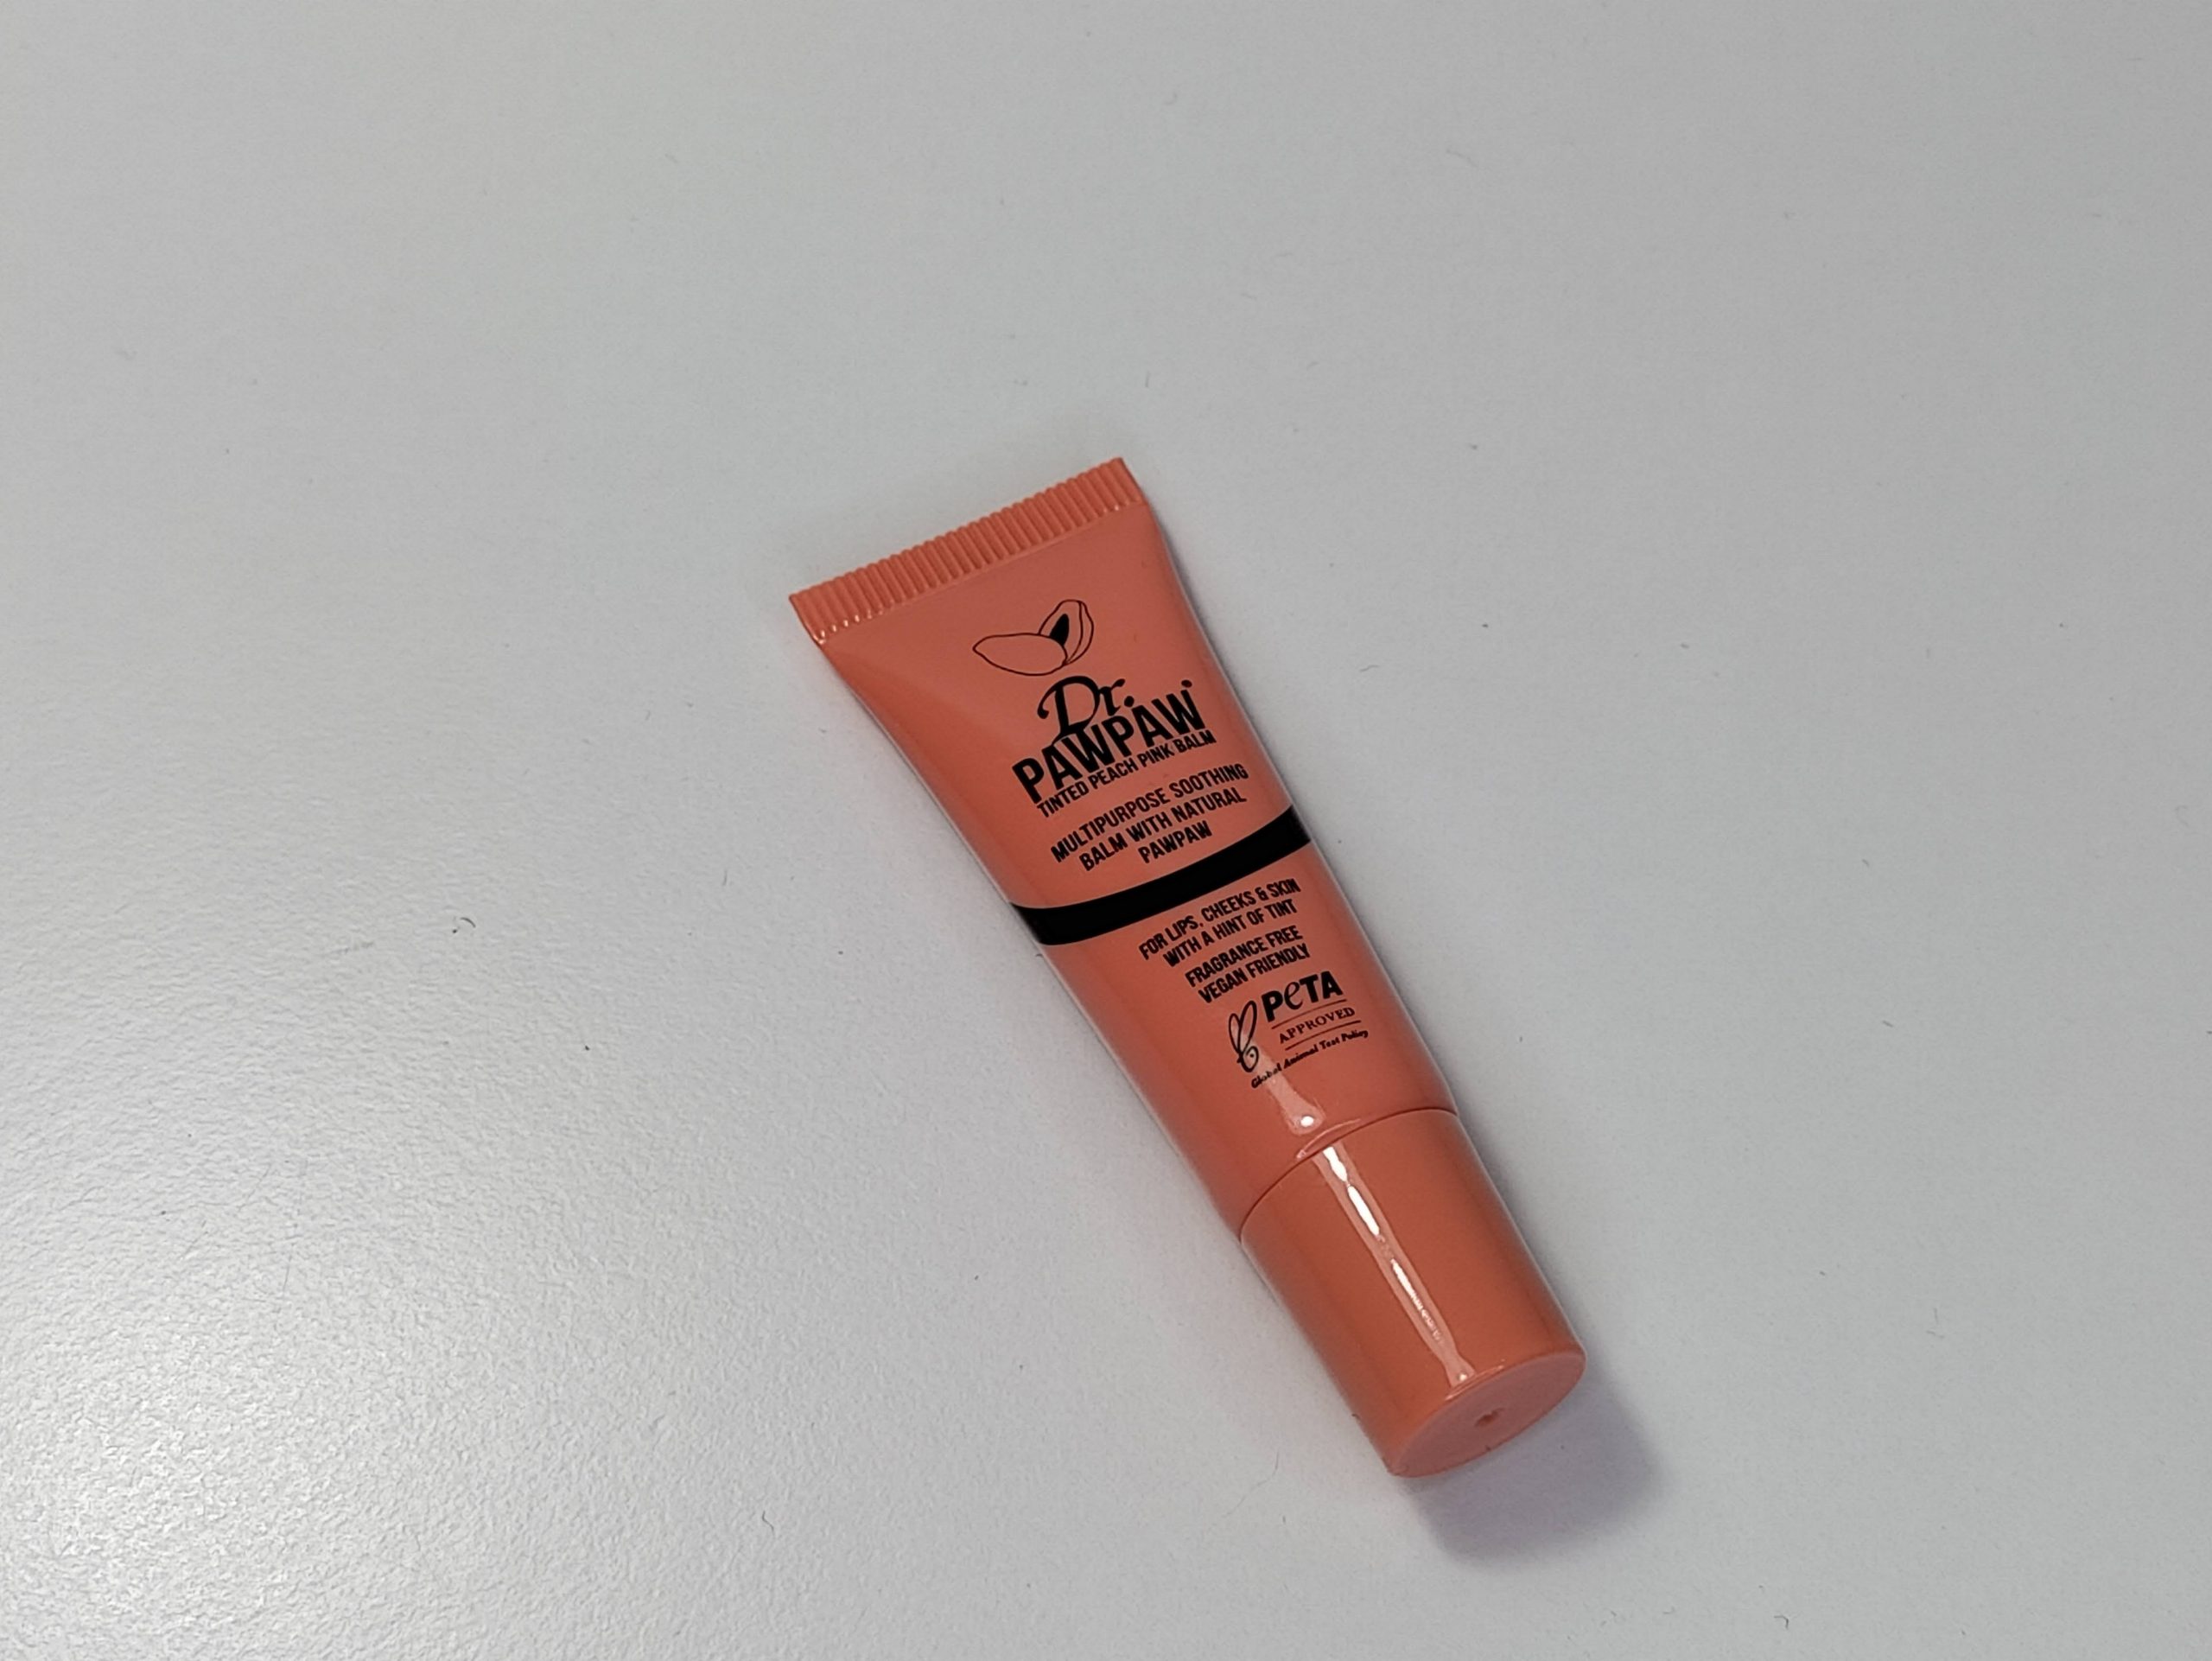 Dr.
PAWPAW
TINTED PEACH PINK BALM
MULTIPURPOSE SOOTHING
BALM WITH NATURAL
PAWPAW
FOR LIPS, CHEEKS & SKIN
WITH A HINT OF TINT
FRAGRANCE FREE
VEGAN FRIENDLY
PeTA
APPROVED
Global Animal Test Policy